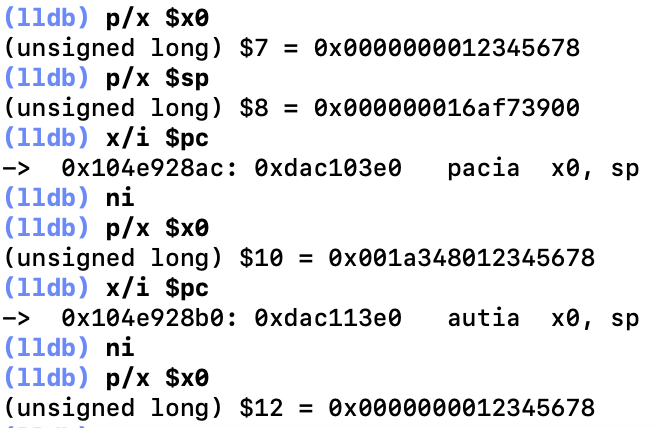 (lldb) p/x $x0
(unsigned long) $7 = 0x0000000012345678
(lldb) p/x $sp
(unsigned long) $8 = 0x000000016af73900
(lldb) x/i $pc
-> 0x104e928ac: 0xdac103e0 pacia x0, sp
(lldb) ni
(lldb) p/x $x0
(unsigned long) $10 = 0x001a348012345678
(lldb) x/i $pc
-> 0x104e928b0: 0xdac113e0 autia x0, sp
(lldb) ni
(lldb) p/x $x0
(unsigned long) $12 = 0x0000000012345678